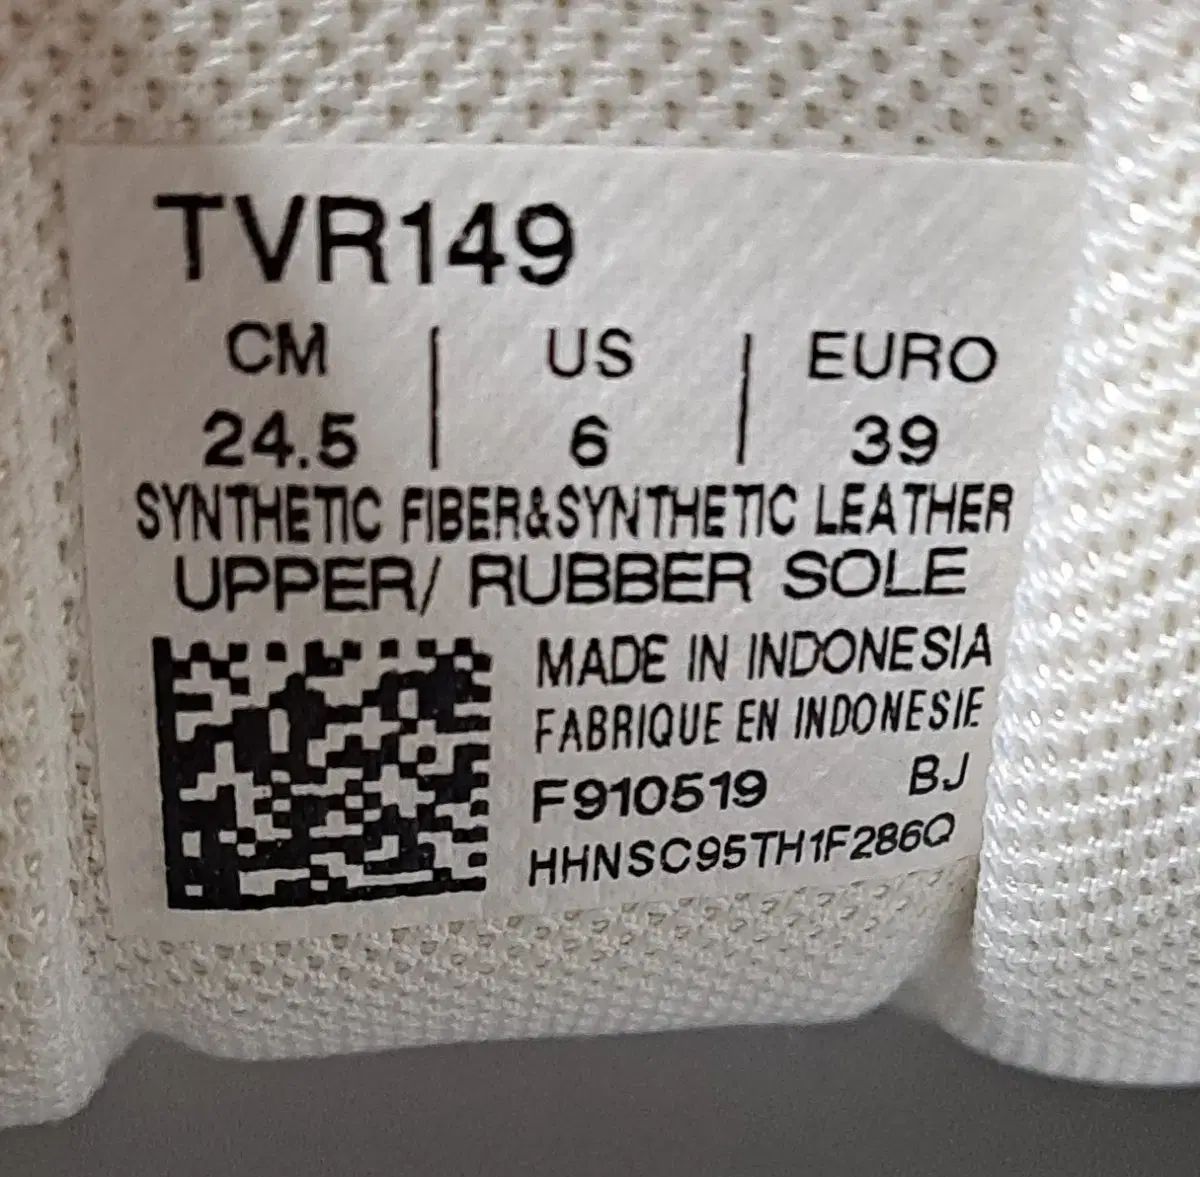 TVR149
CM | US | EURO
24.5 | 6 | 39
SYNTHETIC FIBER&SYNTHETIC LEATHER
UPPER/ RUBBER SOLE
MADE IN INDONESIA
FABRIQUE EN INDONESIE
F910519 BJ
HHNSC95TH1F286Q